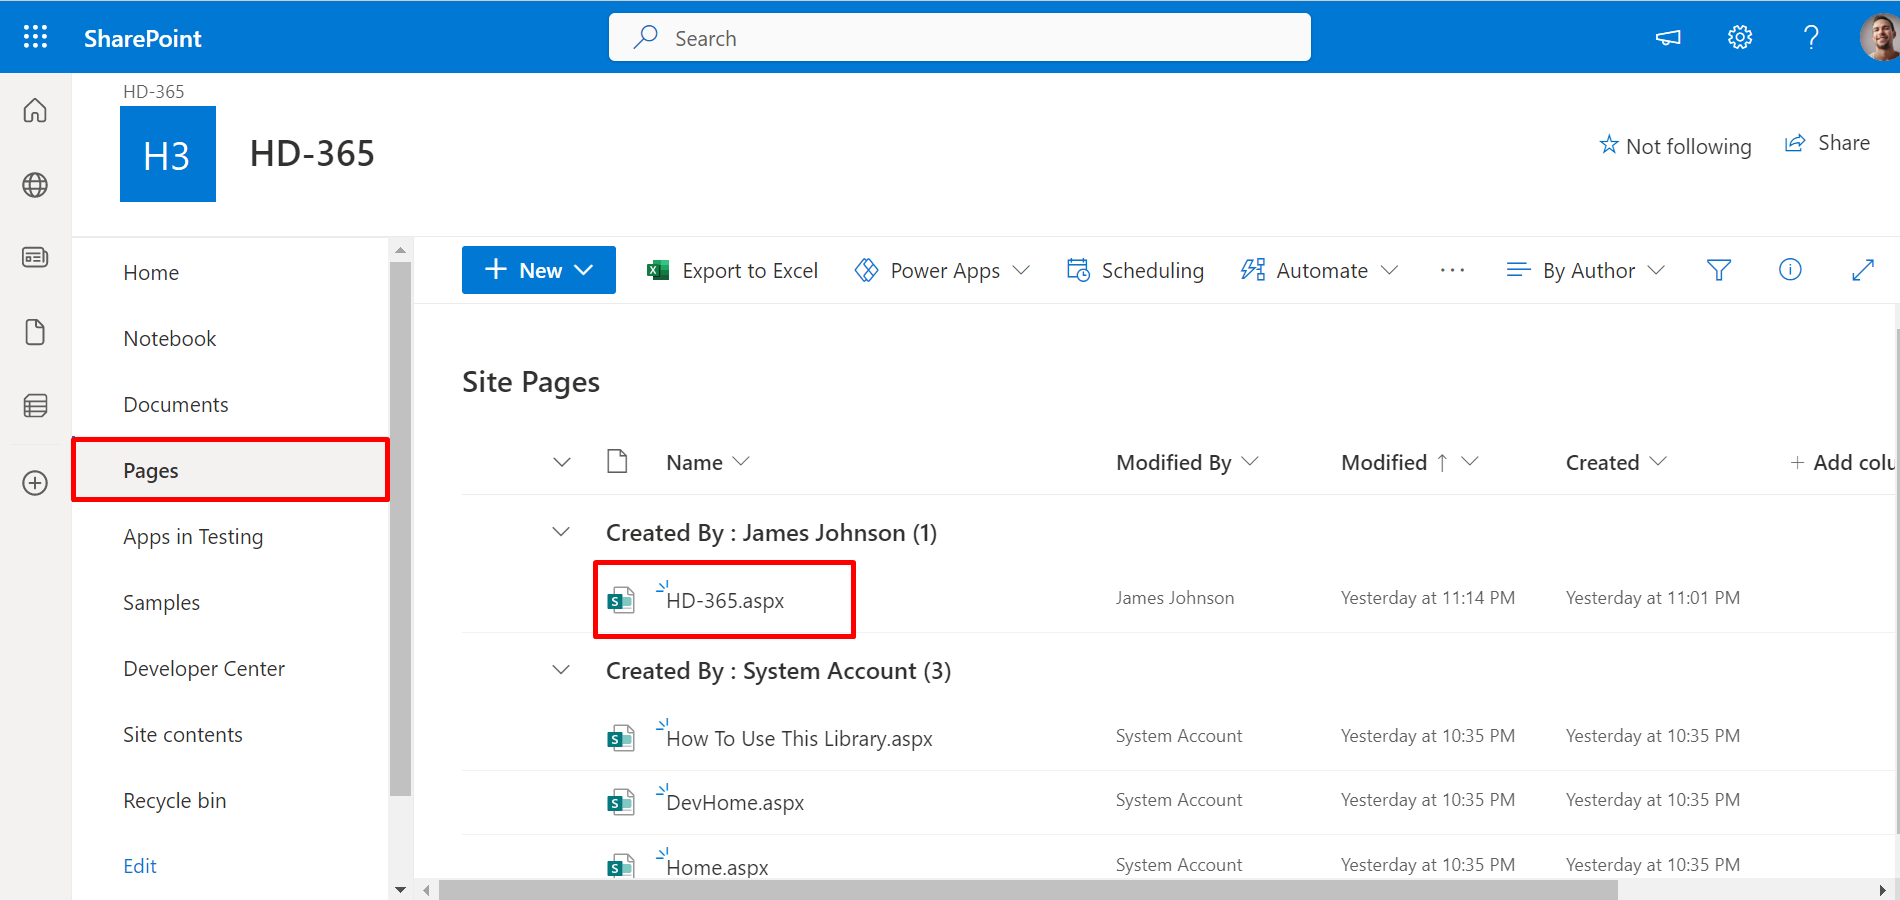 SharePoint
Search
HD-365
H3
HD-365
Not following
Share
Home
Notebook
Documents
Pages
Apps in Testing
Samples
Developer Center
Site contents
Recycle bin
Edit
+ New
Export to Excel
Power Apps
Scheduling
Automate
...
By Author
Site Pages
Name
Modified By
Modified ↑
Created
+ Add colu
Created By : James Johnson (1)
HD-365.aspx James Johnson Yesterday at 11:14 PM Yesterday at 11:01 PM
Created By : System Account (3)
How To Use This Library.aspx System Account Yesterday at 10:35 PM Yesterday at 10:35 PM
DevHome.aspx System Account Yesterday at 10:35 PM Yesterday at 10:35 PM
Home.aspx System Account Yesterday at 10:35 PM Yesterday at 10:35 PM